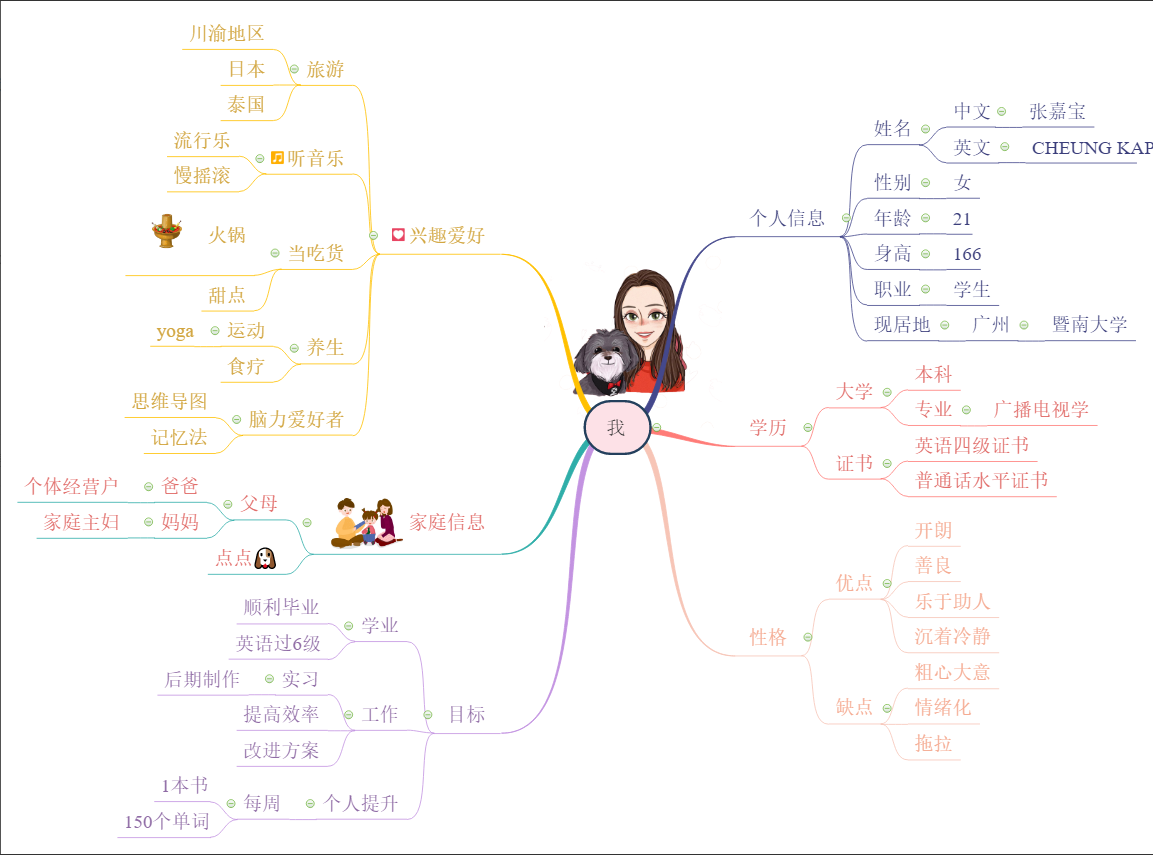 我
个人信息
姓名
中文
张嘉宝
英文
CHEUNG KAP
性别
女
年龄
21
身高
166
职业
学生
现居地
广州
暨南大学
学历
大学
本科
专业
广播电视学
证书
英语四级证书
普通话水平证书
性格
优点
开朗
善良
乐于助人
沉着冷静
缺点
粗心大意
情绪化
拖拉
兴趣爱好
旅游
川渝地区
日本
泰国
听音乐
流行乐
慢摇滚
当吃货
火锅
甜点
养生
运动
yoga
食疗
脑力爱好者
思维导图
记忆法
家庭信息
父母
爸爸
个体经营户
妈妈
家庭主妇
点点
目标
学业
顺利毕业
英语过6级
工作
实习
后期制作
提高效率
改进方案
个人提升
每周
1本书
150个单词